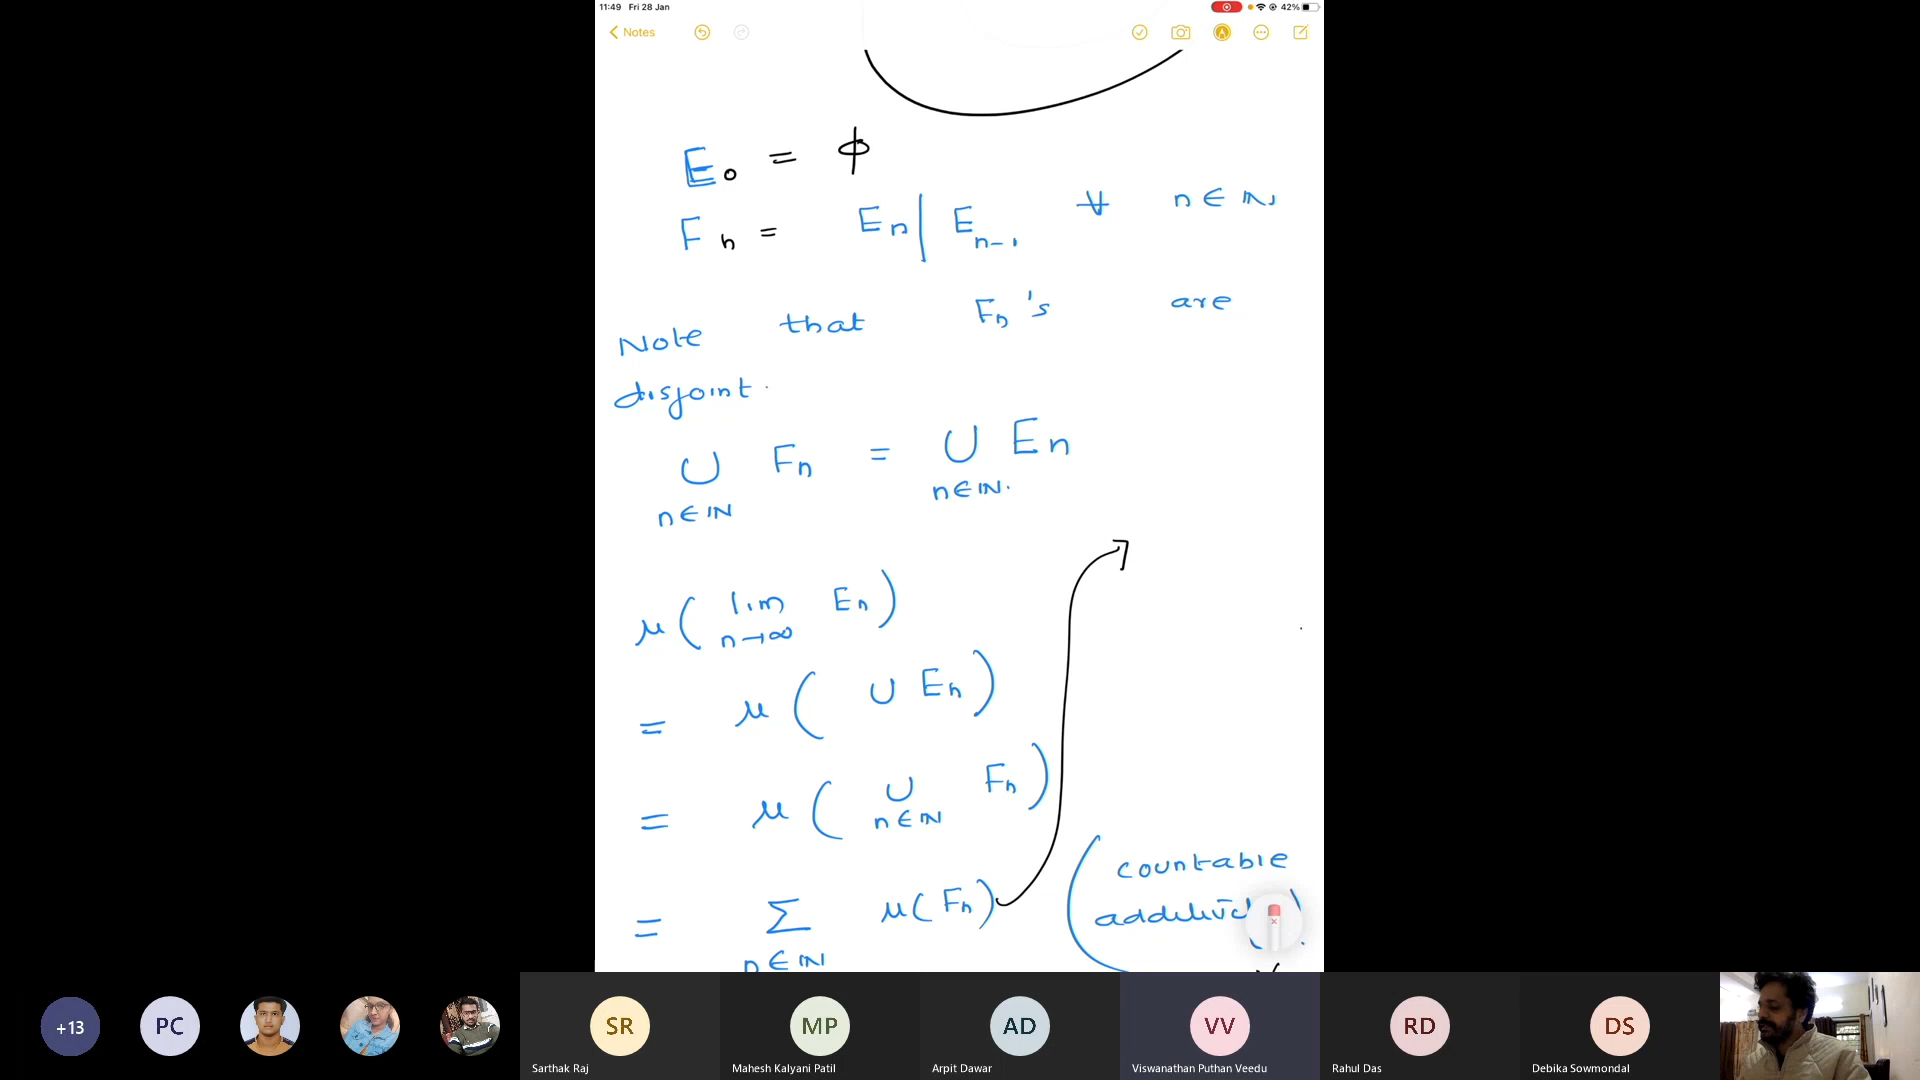 11:49 Fri 28 Jan 42%
Notes
E₀ = ϕ
Fn = En | En-1 ∀ n ∈ ℕ,
Note that Fn's are
disjoint.
∪ n∈ℕ Fn = ∪ n∈ℕ. En
μ( lim n→∞ En )
= μ( ∪ En )
= μ( ∪ n∈ℕ Fn )
= Σ n∈ℕ μ(Fn) (countable
+13 PC SR MP AD VV RD DS
Sarthak Raj Mahesh Kalyani Patil Arpit Dawar Viswanathan Puthan Veedu Rahul Das Debika Sowmondal